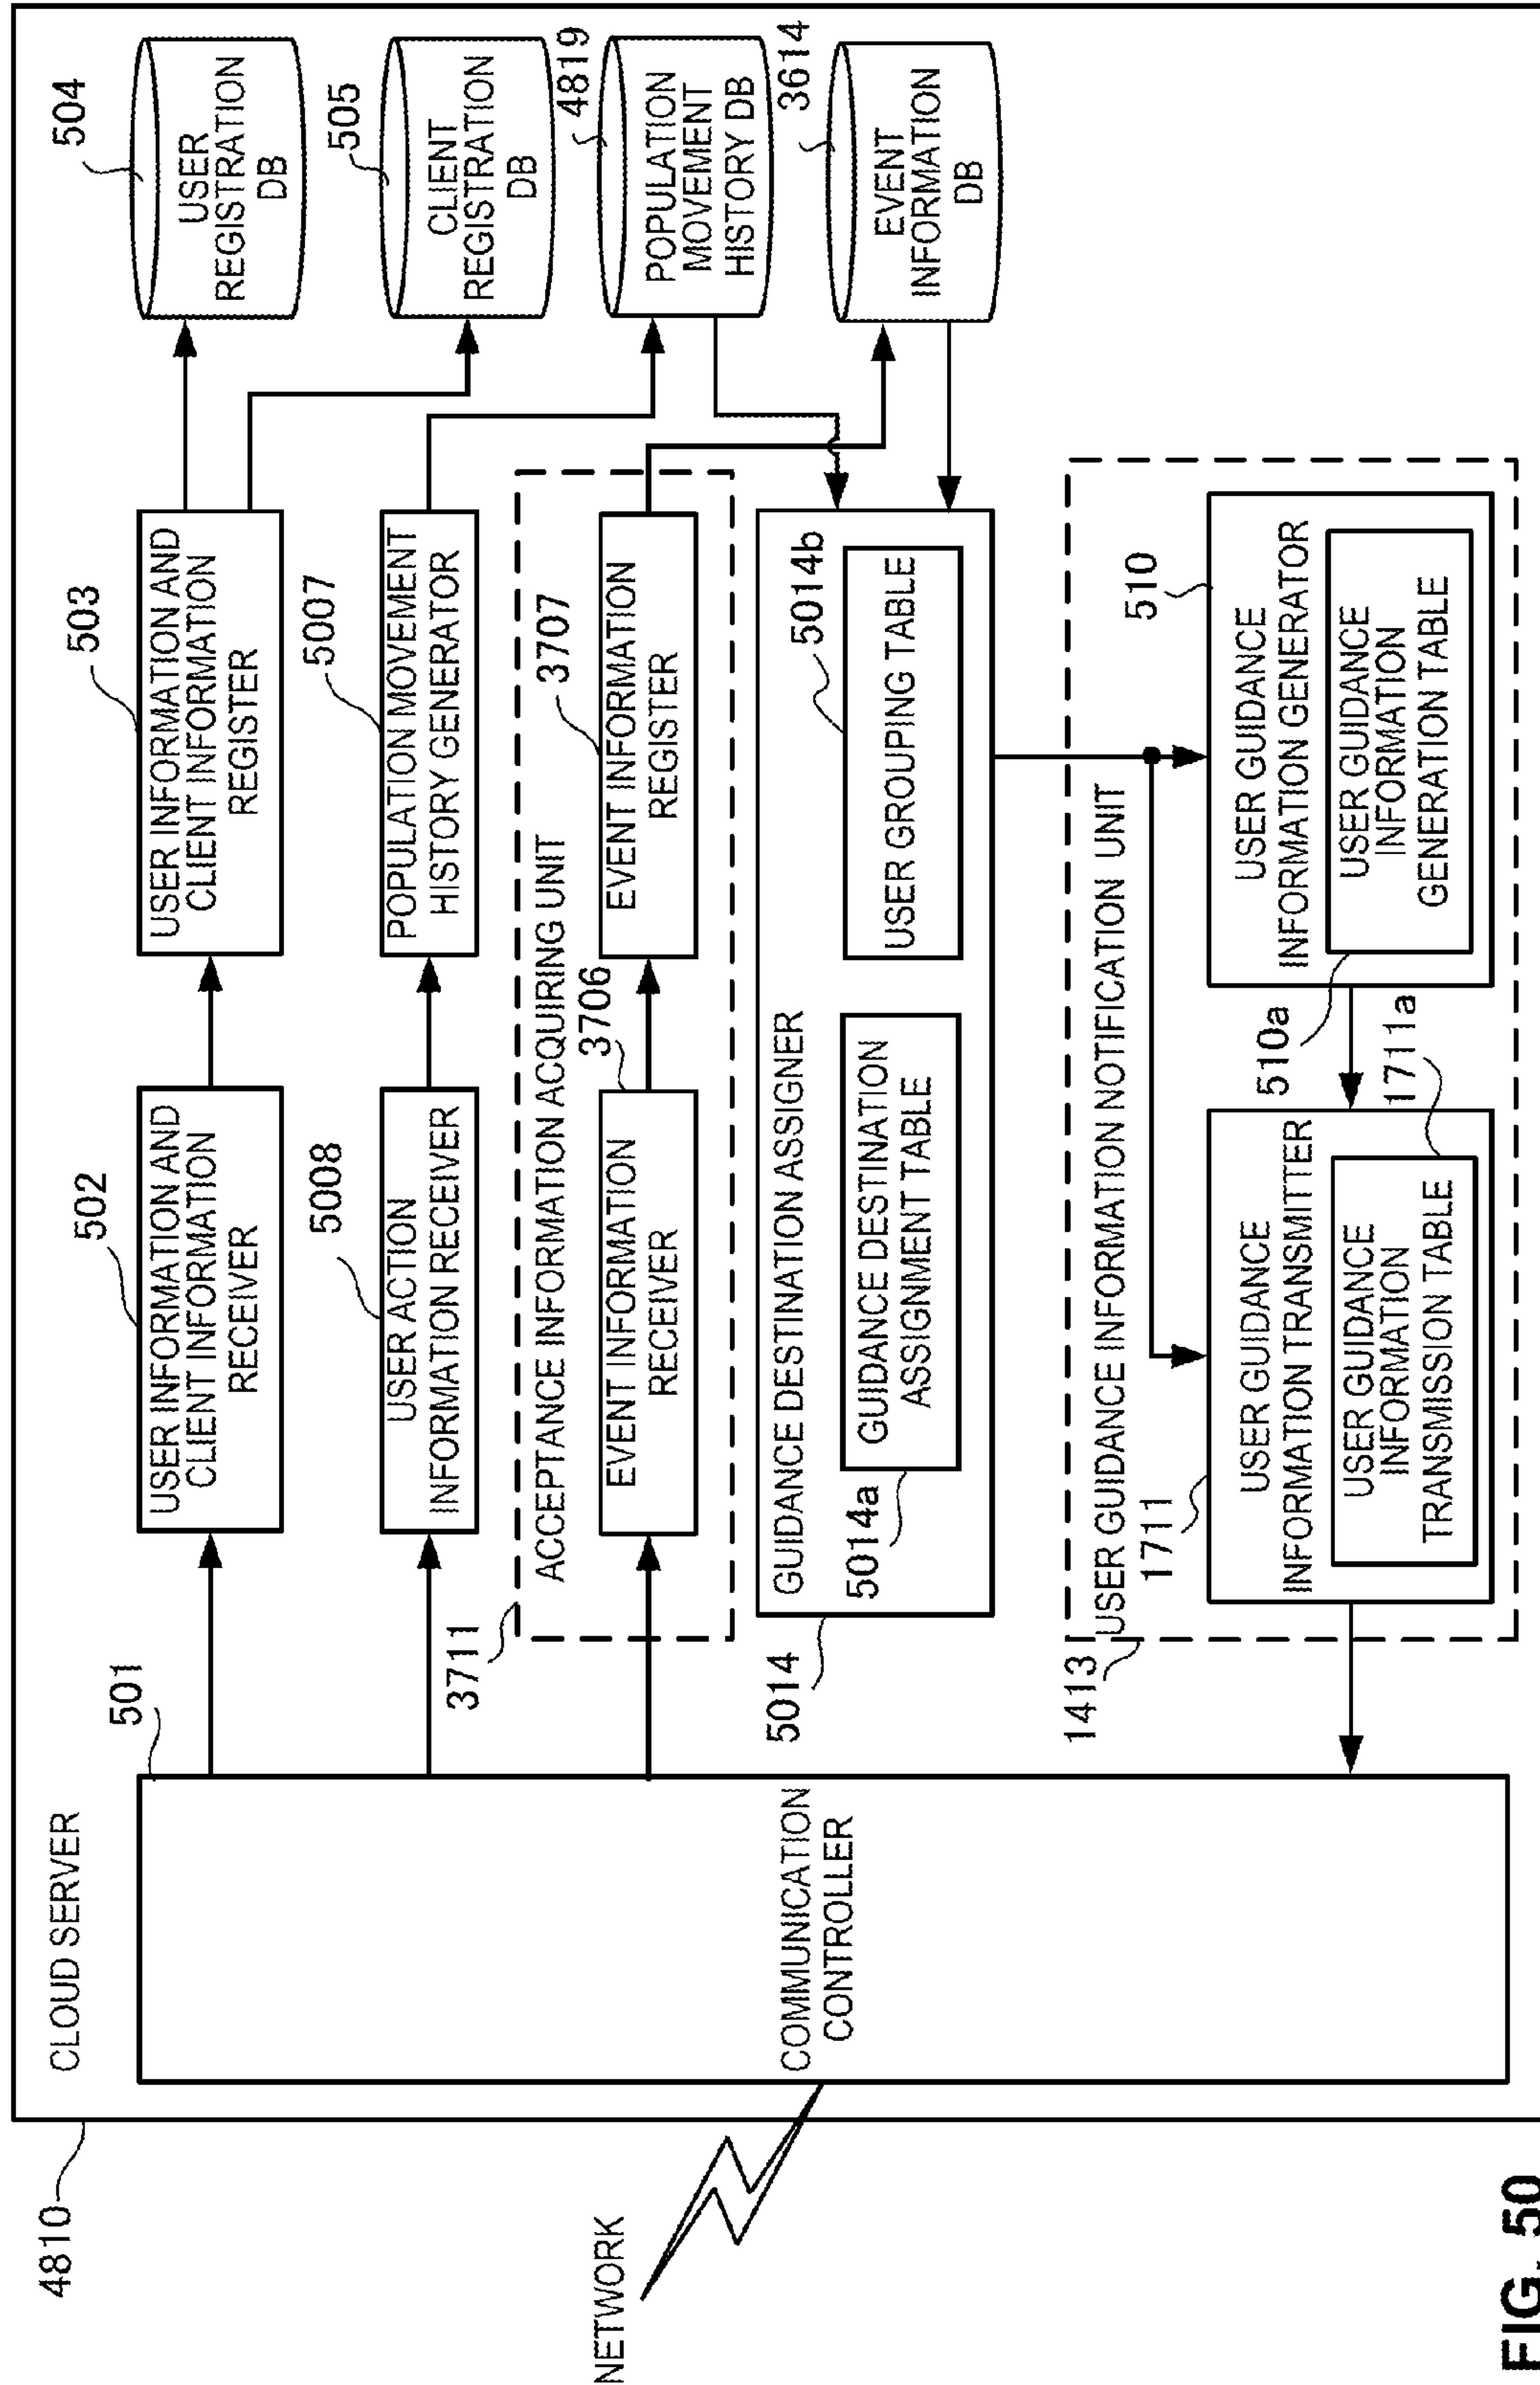 4810
CLOUD SERVER
NETWORK
501
COMMUNICATION
CONTROLLER
502
USER INFORMATION AND
CLIENT INFORMATION
RECEIVER
503
USER INFORMATION AND
CLIENT INFORMATION
REGISTER
504
USER
REGISTRATION
DB
505
CLIENT
REGISTRATION
DB
5008
USER ACTION
INFORMATION RECEIVER
5007
POPULATION MOVEMENT
HISTORY GENERATOR
4819
POPULATION
MOVEMENT
HISTORY DB
3711
ACCEPTANCE INFORMATION ACQUIRING UNIT
3706
EVENT INFORMATION
RECEIVER
3707
EVENT INFORMATION
REGISTER
3614
EVENT
INFORMATION
DB
5014
GUIDANCE DESTINATION ASSIGNER
5014a
GUIDANCE DESTINATION
ASSIGNMENT TABLE
5014b
USER GROUPING TABLE
1413
USER GUIDANCE INFORMATION NOTIFICATION UNIT
1711
USER GUIDANCE
INFORMATION TRANSMITTER
1711a
USER GUIDANCE
INFORMATION
TRANSMISSION TABLE
510
USER GUIDANCE
INFORMATION GENERATOR
510a
USER GUIDANCE
INFORMATION
GENERATION TABLE
FIG. 50